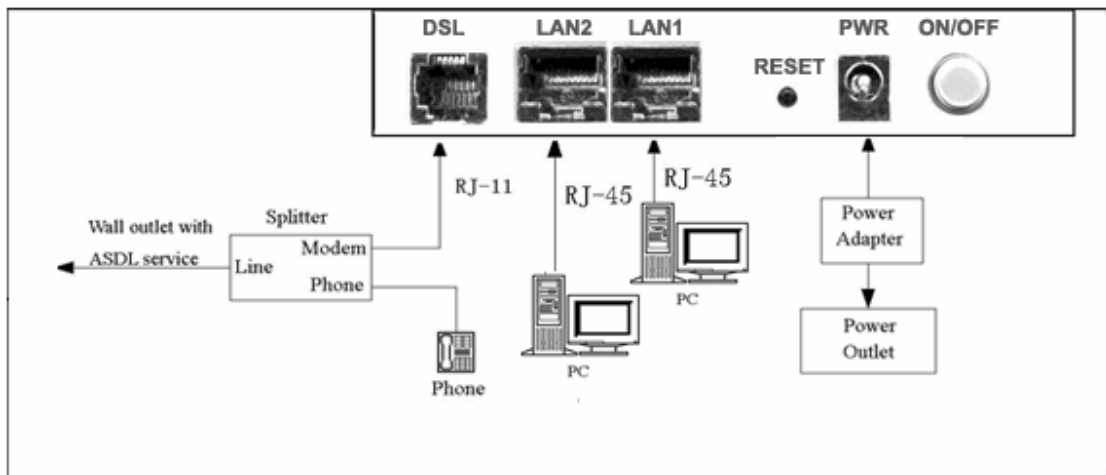 DSL LAN2 LAN1 PWR ON/OFF
RESET
RJ-11
RJ-45
RJ-45
Wall outlet with
ASDL service
Splitter
Modem
Line
Phone
Phone
PC
PC
Power
Adapter
Power
Outlet